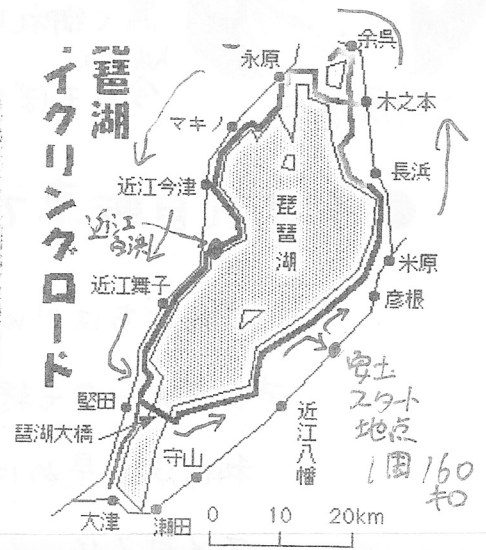 琵琶湖
イクリングロード
余呉
永原
木之本
マキノ
長浜
近江今津
琵琶湖
近江
高浜
米原
近江舞子
彦根
安土
スタート
地点
1周160
キロ
堅田
琵琶湖大橋
近江八幡
守山
大津
瀬田
0 10 20km